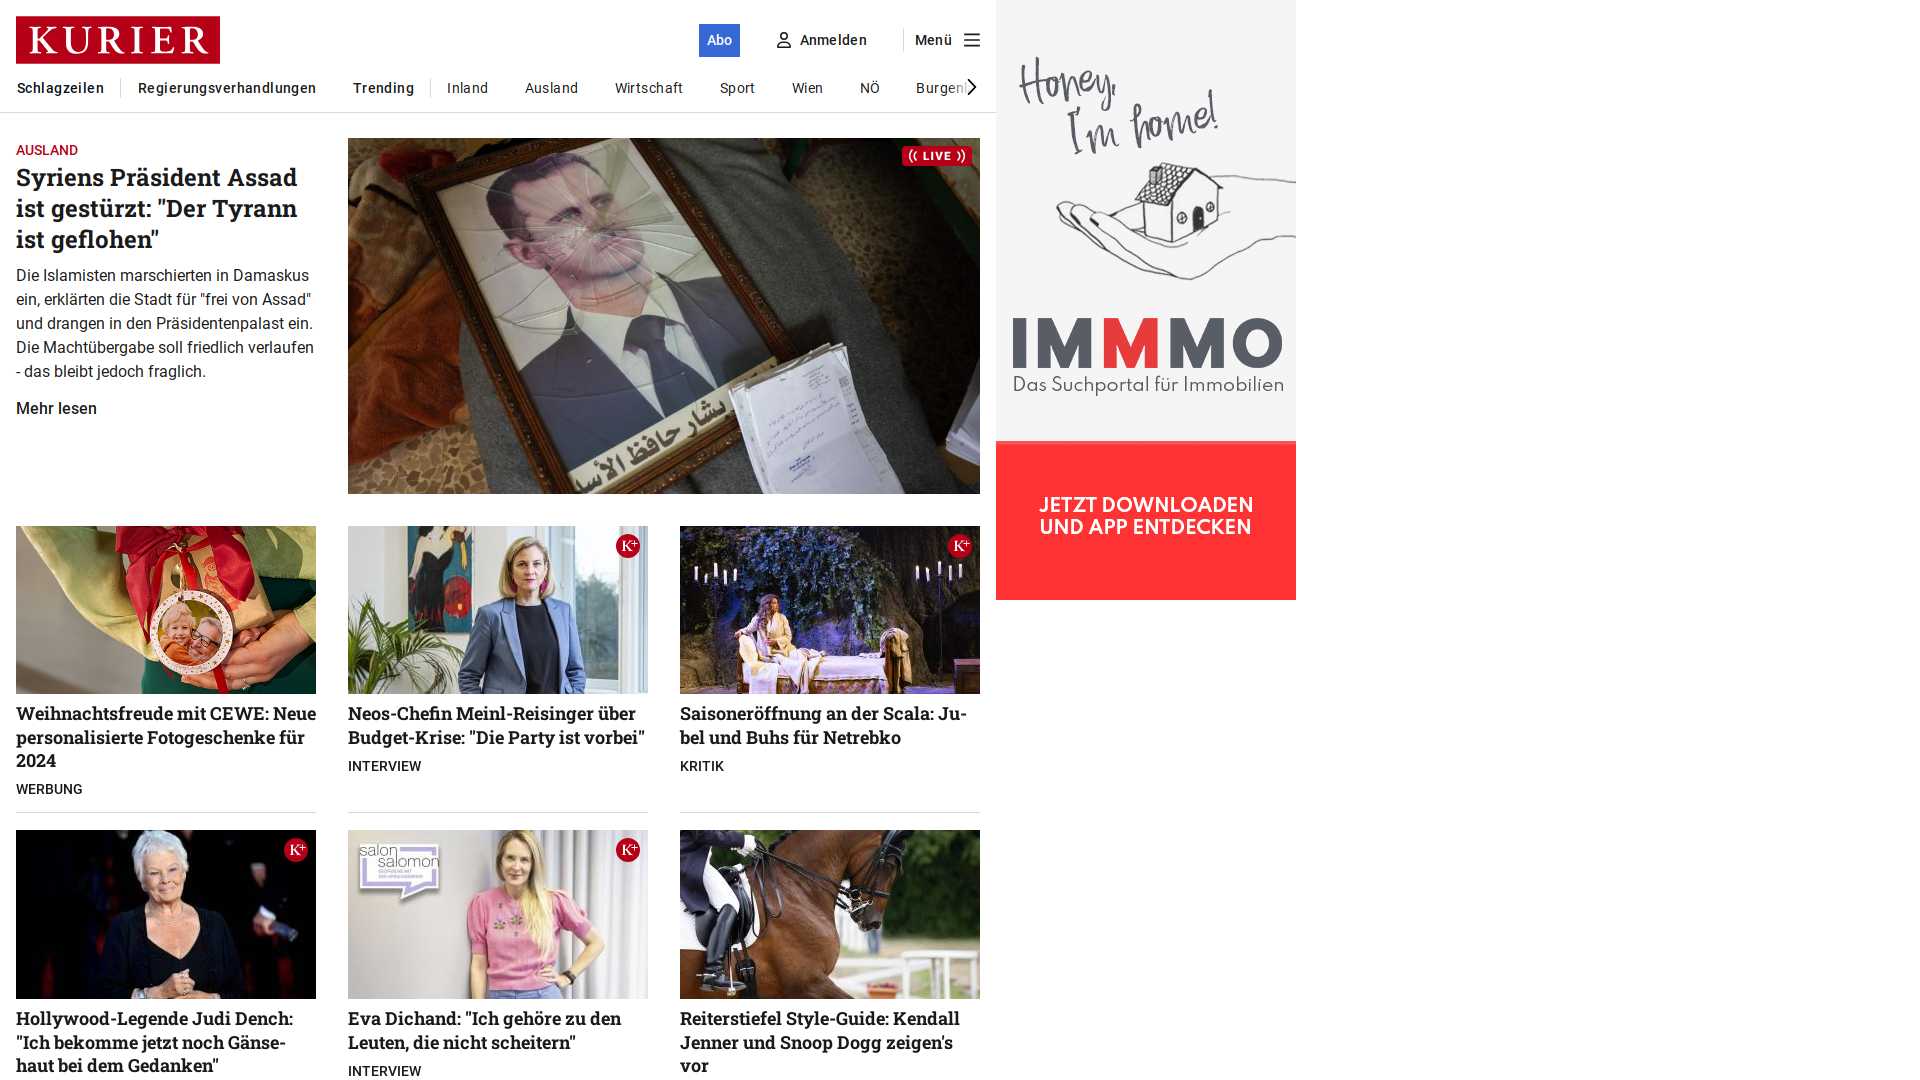 KURIER
Abo
Anmelden
Menü
Schlagzeilen
Regierungsverhandlungen
Trending
Inland
Ausland
Wirtschaft
Sport
Wien
NÖ
AUSLAND
Syriens Präsident Assad
ist gestürzt: "Der Tyrann
ist geflohen"
Die Islamisten marschierten in Damaskus
ein, erklärten die Stadt für "frei von Assad"
und drangen in den Präsidentenpalast ein.
Die Machtübergabe soll friedlich verlaufen
- das bleibt jedoch fraglich.
Mehr lesen
LIVE
بشار حافظ الأسد
Weihnachtsfreude mit CEWE: Neue
personalisierte Fotogeschenke für
2024
WERBUNG
K+
Neos-Chefin Meinl-Reisinger über
Budget-Krise: "Die Party ist vorbei"
INTERVIEW
K+
Saisoneröffnung an der Scala: Ju-
bel und Buhs für Netrebko
KRITIK
K+
Hollywood-Legende Judi Dench:
"Ich bekomme jetzt noch Gänse-
haut bei dem Gedanken"
salon
salomon
K+
Eva Dichand: "Ich gehöre zu den
Leuten, die nicht scheitern"
INTERVIEW
Reiterstiefel Style-Guide: Kendall
Jenner und Snoop Dogg zeigen's
vor
Honey,
I'm home!
IMMMO
Das Suchportal für Immobilien
JETZT DOWNLOADEN
UND APP ENTDECKEN